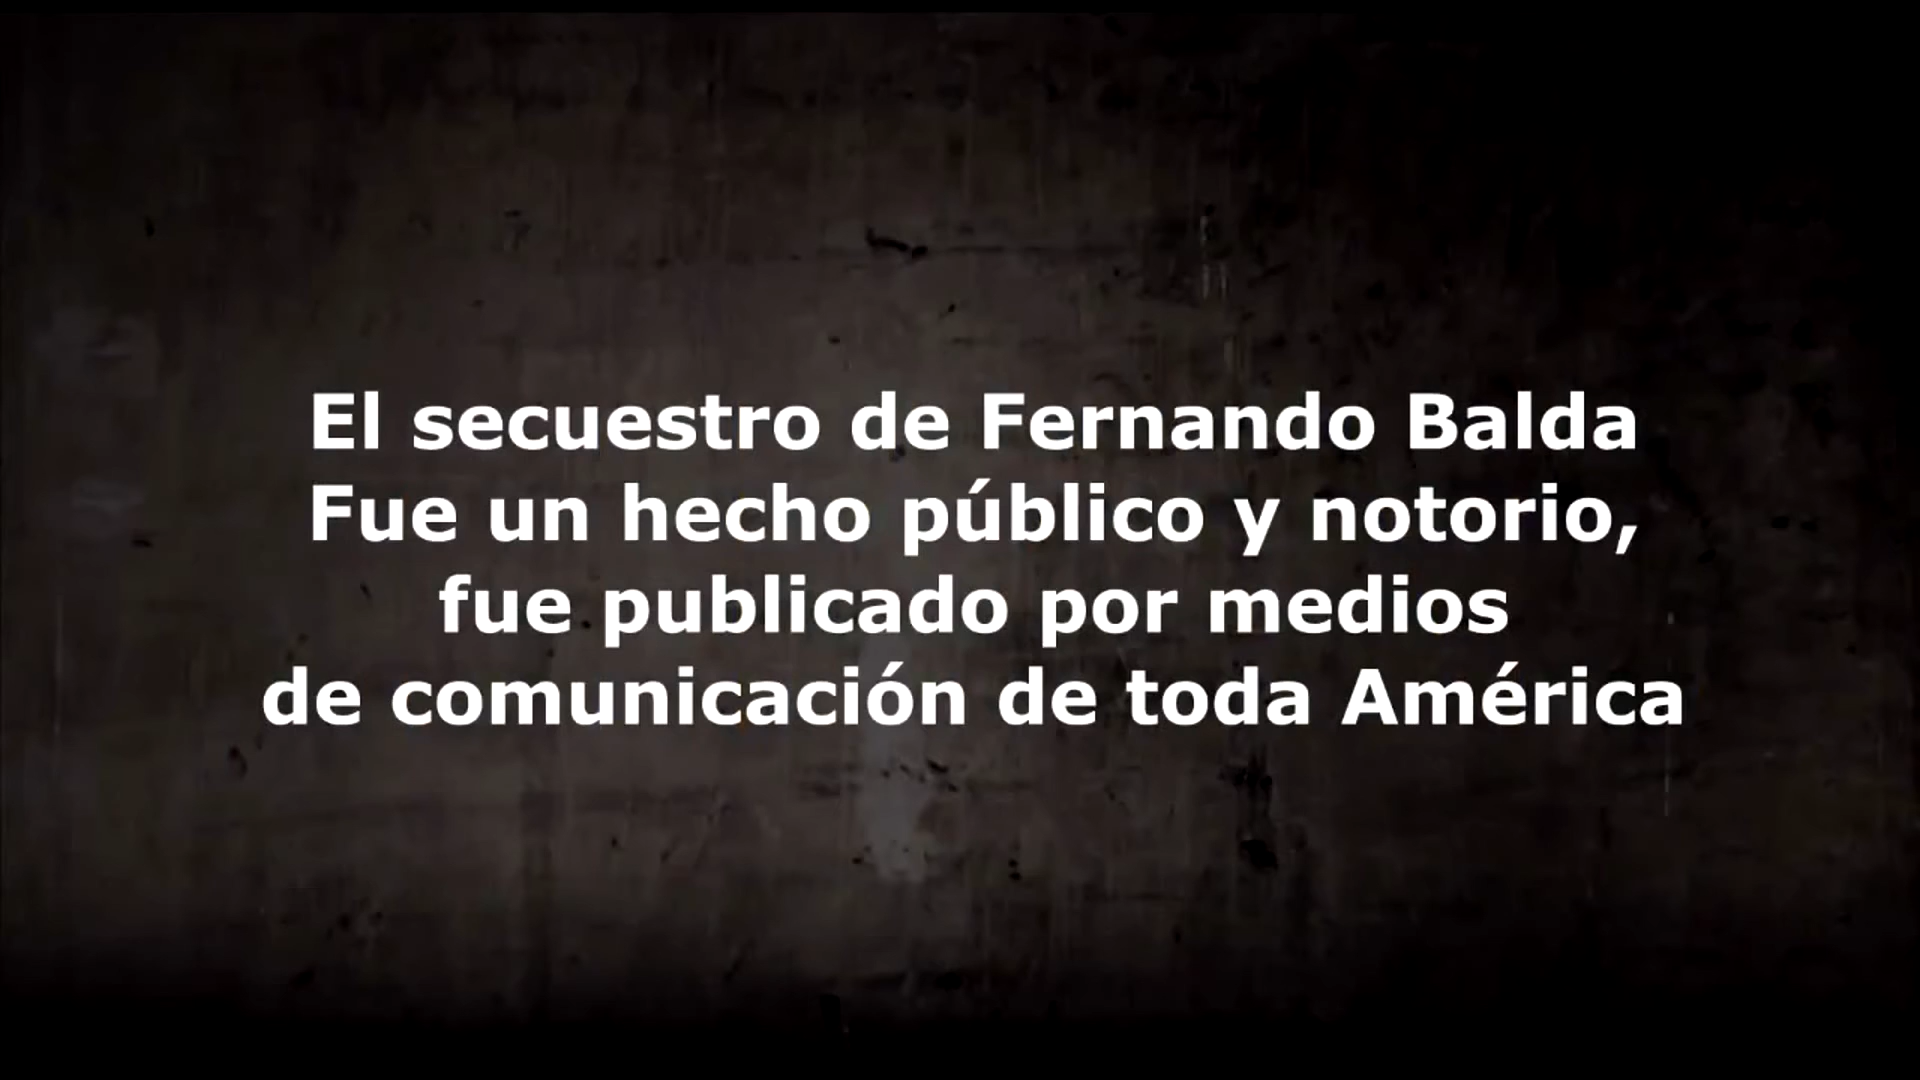 El secuestro de Fernando Balda
Fue un hecho público y notorio,
fue publicado por medios
de comunicación de toda América